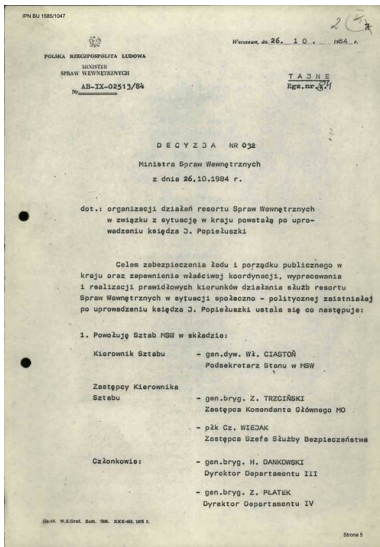 IPN BU 1585/1047
2
Warszawa, dn. 26. 10. 1984 r.
POLSKA RZECZPOSPOLITA LUDOWA
MINISTER
SPRAW WEWNĘTRZNYCH
AB-IX-02513/84
Nr
TAJNE
Egz. nr
DECYZJA NR 032
Ministra Spraw Wewnętrznych
z dnia 26.10.1984 r.
dot.: organizacji działań resortu Spraw Wewnętrznych
w związku z sytuacją w kraju powstałą po upro-
wadzeniu księdza J. Popiełuszki
Celem zabezpieczenia ładu i porządku publicznego w
kraju oraz zapewnienia właściwej koordynacji, wypracowania
i realizacji prawidłowych kierunków działania służb resortu
Spraw Wewnętrznych w sytuacji społeczno - politycznej zaistniałej
po uprowadzeniu księdza J. Popiełuszki ustala się co następuje:
1. Powołuję Sztab MSW w składzie:
Kierownik Sztabu - gen.dyw. Wł. CIASTOŃ
Podsekretarz Stanu w MSW
Zastępcy Kierownika
Sztabu - gen.bryg. Z. TRZCIŃSKI
Zastępca Komendanta Głównego MO
- płk Cz. WIEJAK
Zastępca Szefa Służby Bezpieczeństwa
Członkowie: - gen.bryg. H. DANKOWSKI
Dyrektor Departamentu III
- gen.bryg. Z. PŁATEK
Dyrektor Departamentu IV
Strona 5